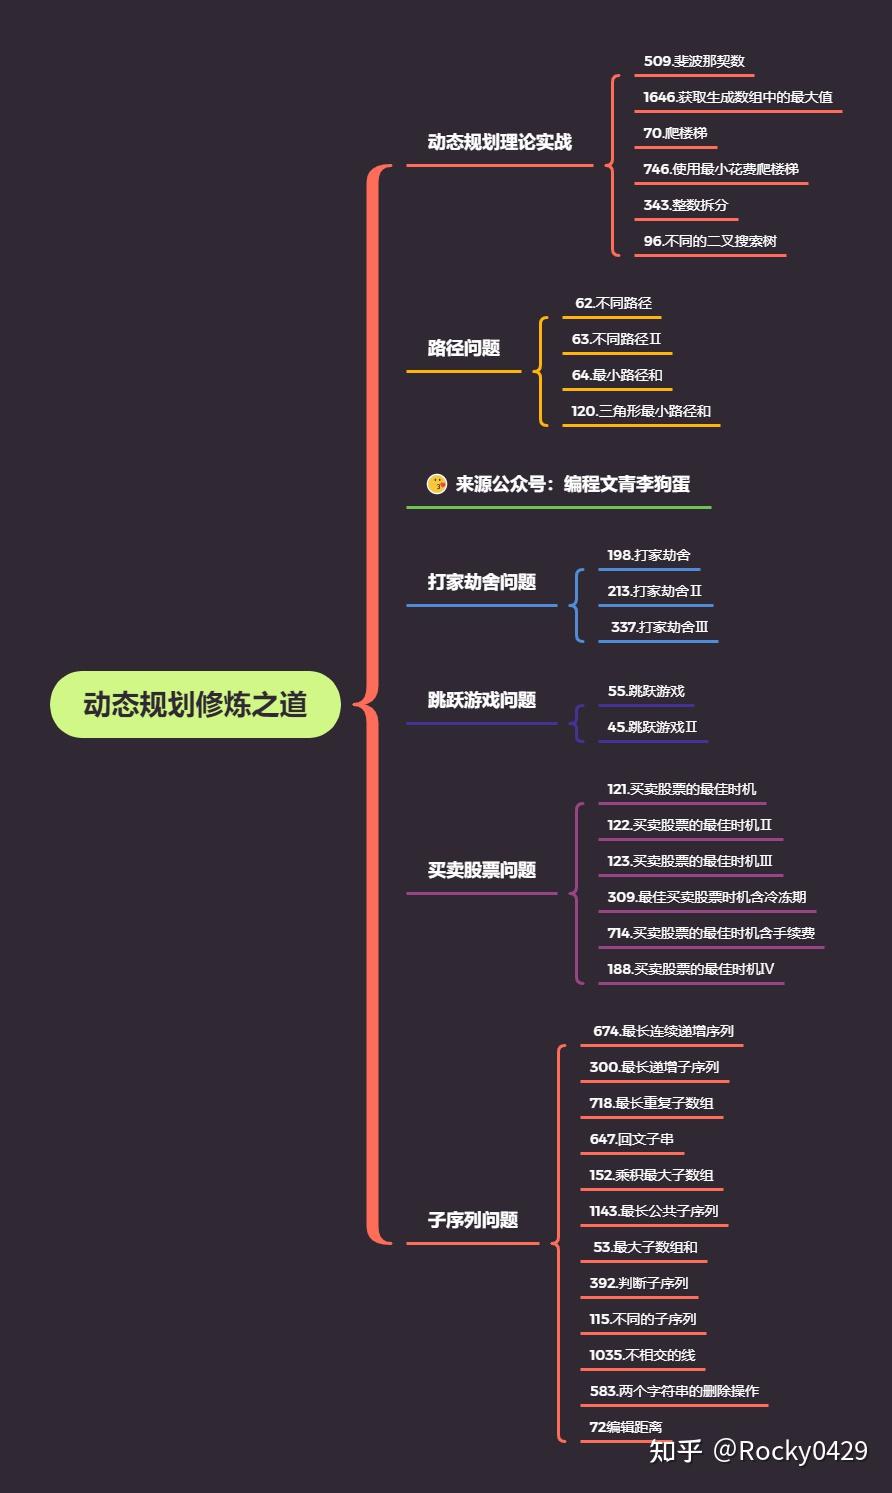 动态规划修炼之道
动态规划理论实战
509.斐波那契数
1646.获取生成数组中的最大值
70.爬楼梯
746.使用最小花费爬楼梯
343.整数拆分
96.不同的二叉搜索树
路径问题
62.不同路径
63.不同路径Ⅱ
64.最小路径和
120.三角形最小路径和
来源公众号：编程文青李狗蛋
打家劫舍问题
198.打家劫舍
213.打家劫舍Ⅱ
337.打家劫舍Ⅲ
跳跃游戏问题
55.跳跃游戏
45.跳跃游戏Ⅱ
买卖股票问题
121.买卖股票的最佳时机
122.买卖股票的最佳时机Ⅱ
123.买卖股票的最佳时机Ⅲ
309.最佳买卖股票时机含冷冻期
714.买卖股票的最佳时机含手续费
188.买卖股票的最佳时机Ⅳ
子序列问题
674.最长连续递增序列
300.最长递增子序列
718.最长重复子数组
647.回文子串
152.乘积最大子数组
1143.最长公共子序列
53.最大子数组和
392.判断子序列
115.不同的子序列
1035.不相交的线
583.两个字符串的删除操作
72编辑距离
知乎 @Rocky0429